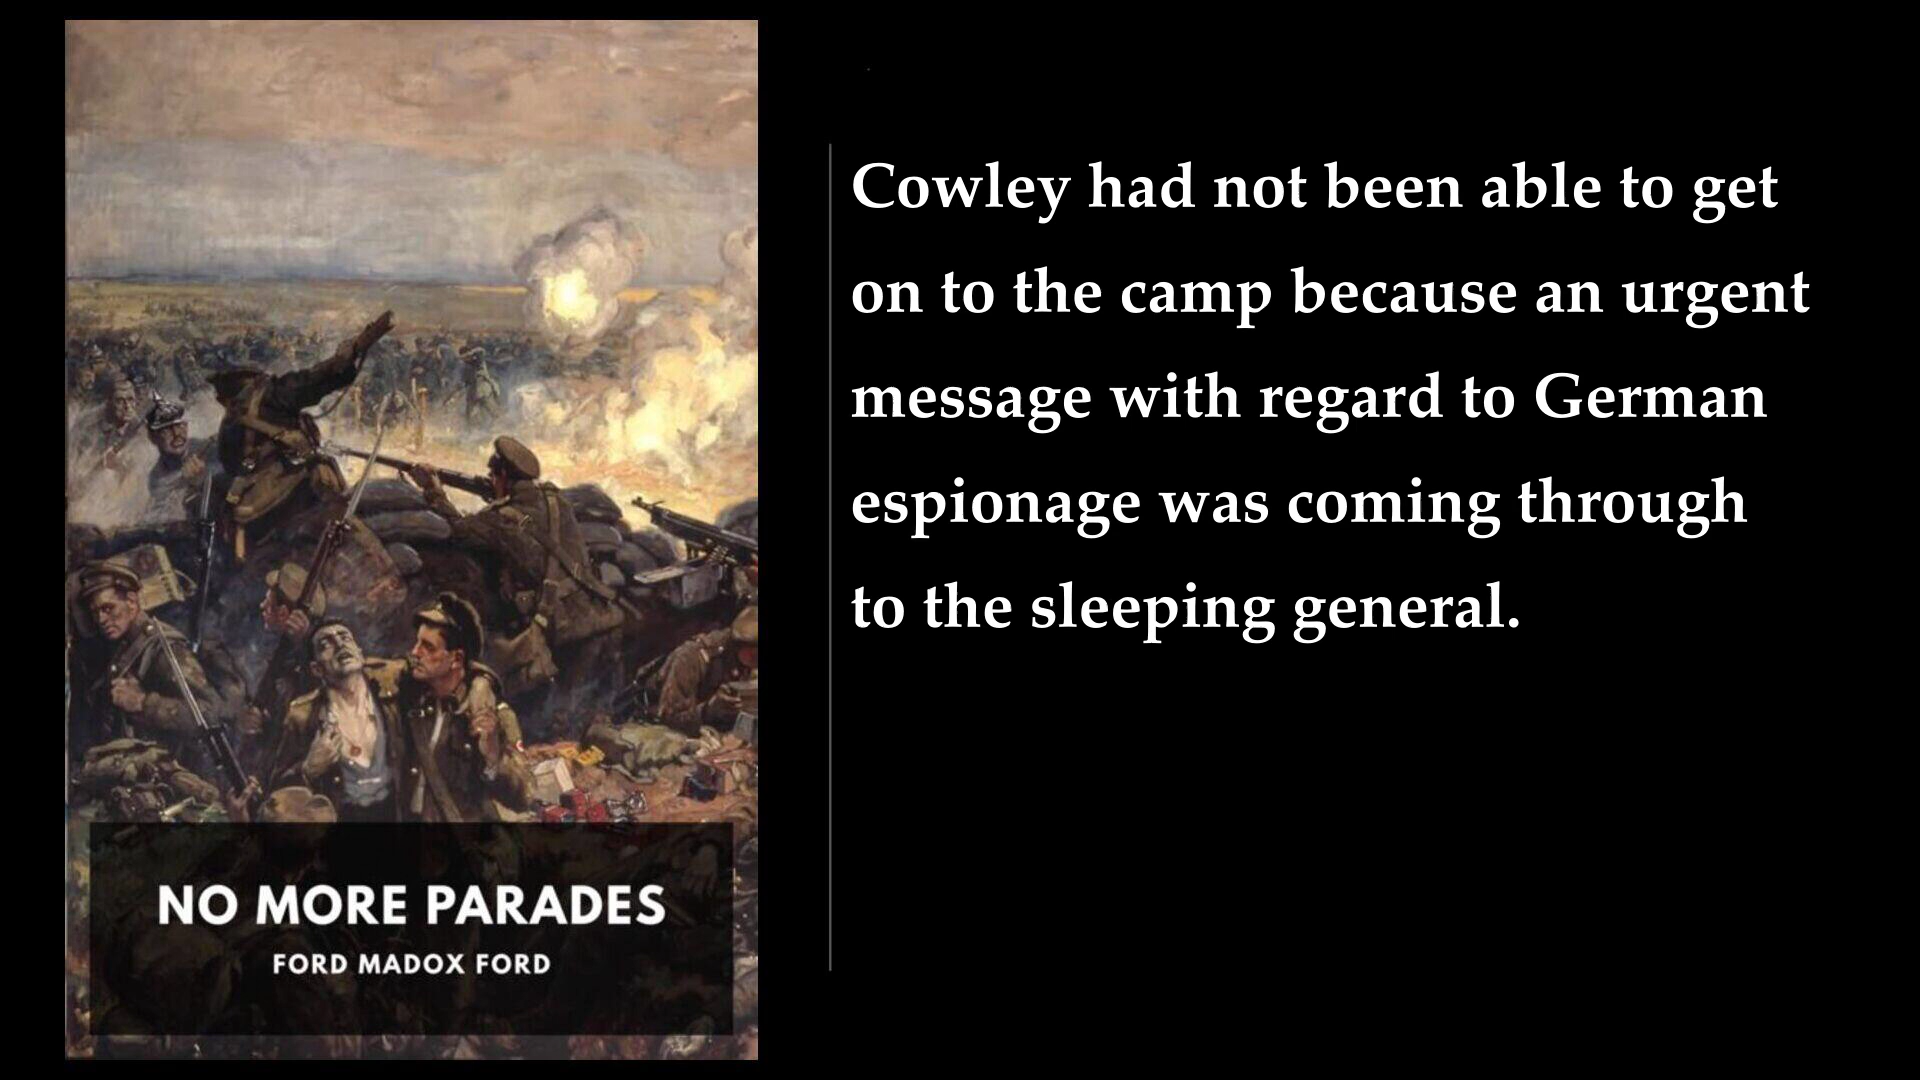 NO MORE PARADES
FORD MADOX FORD
Cowley had not been able to get
on to the camp because an urgent
message with regard to German
espionage was coming through
to the sleeping general.